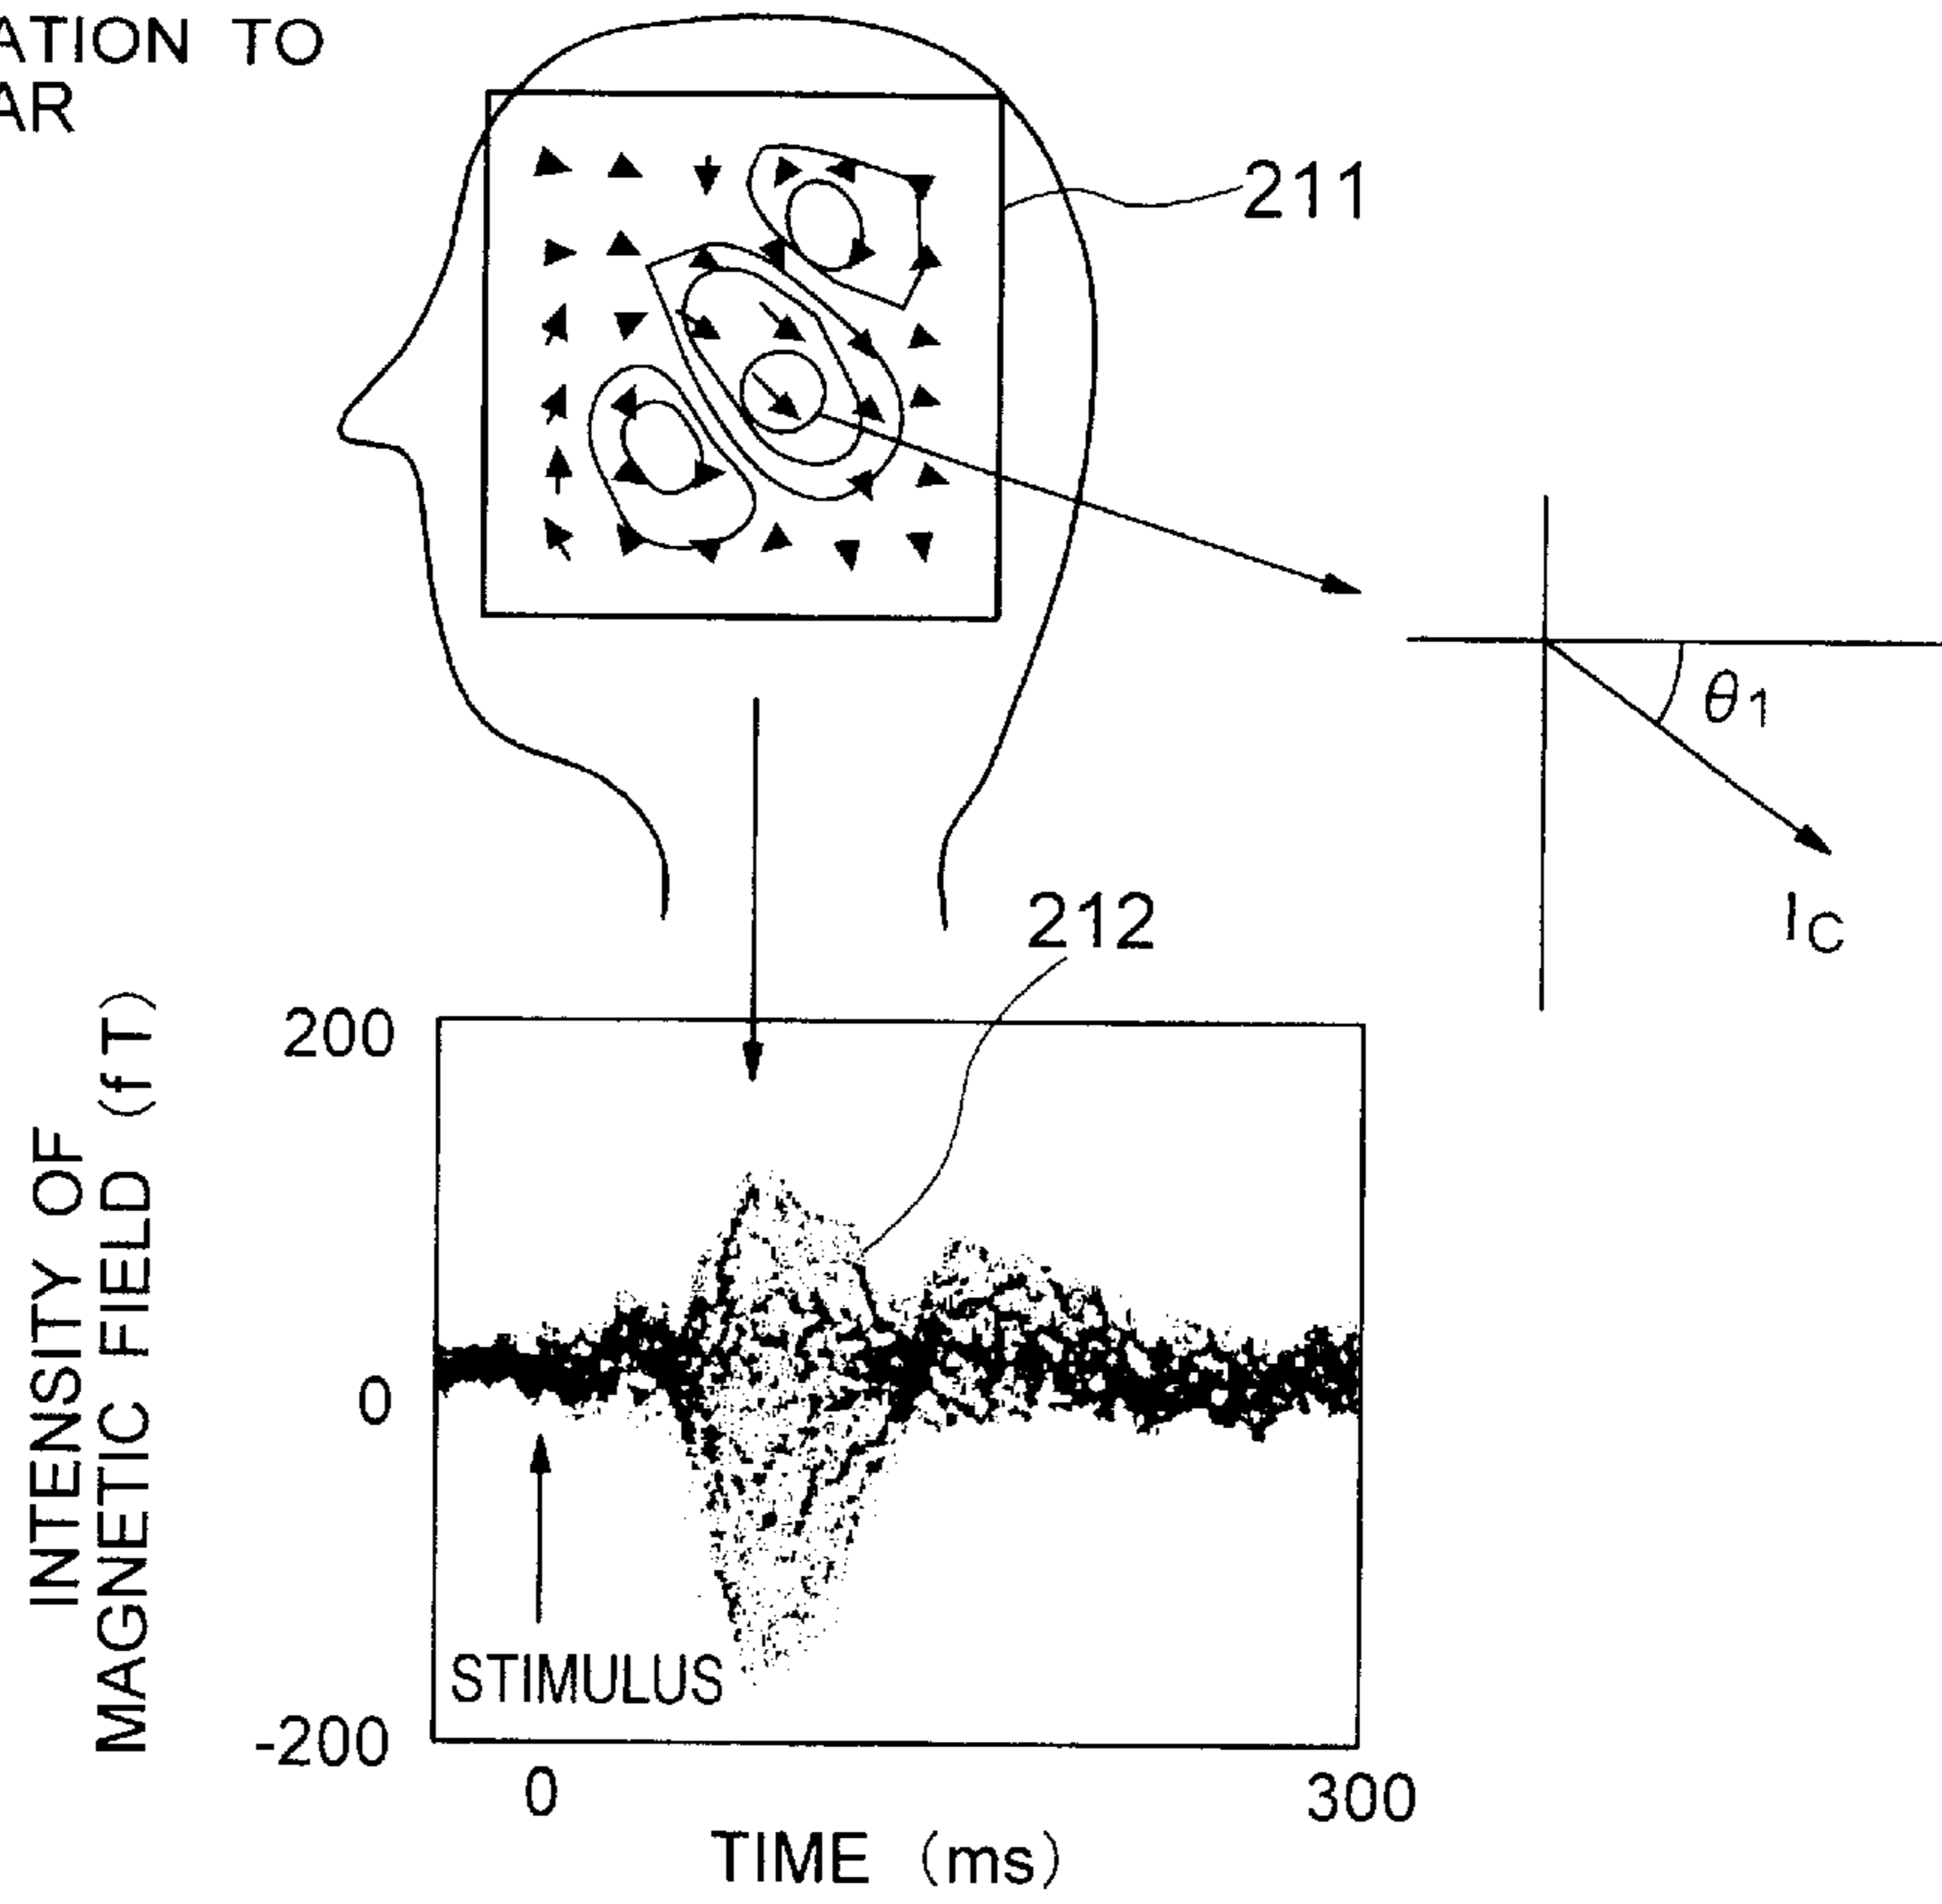 ATION TO
AR
211
θ1
IC
212
INTENSITY OF
MAGNETIC FIELD (fT)
200
0
-200
STIMULUS
0
300
TIME (ms)